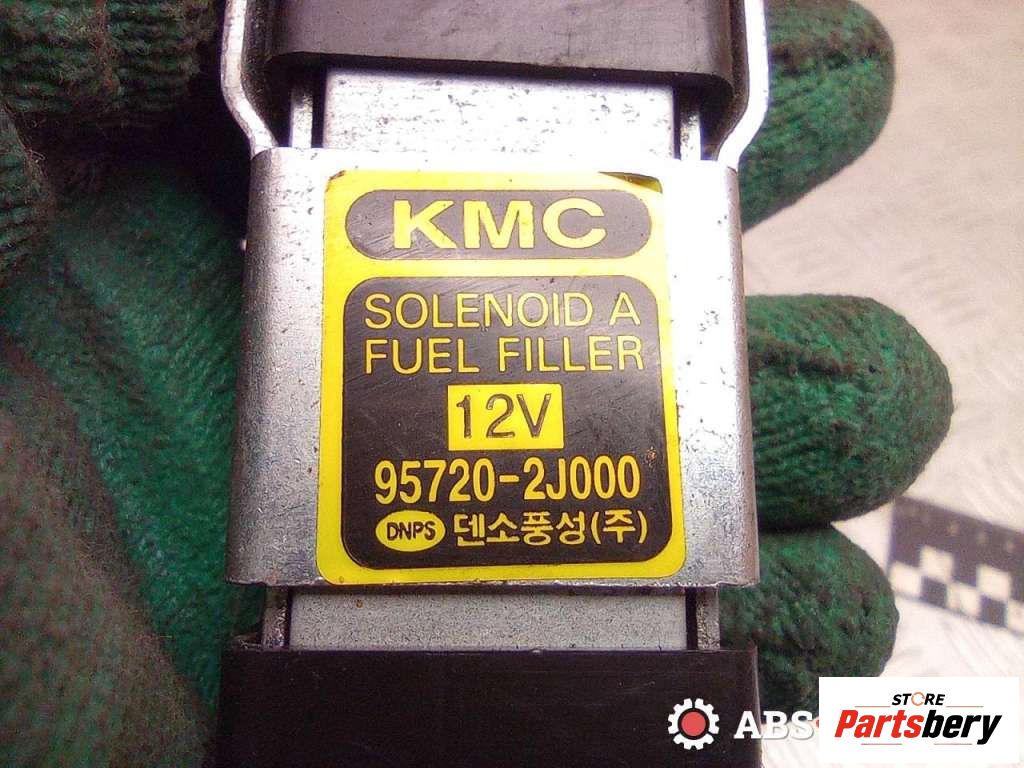 KMC
SOLENOID A
FUEL FILLER
12V
95720-2J000
DNPS 덴소풍성(주)
ABS
STORE
Partsbery